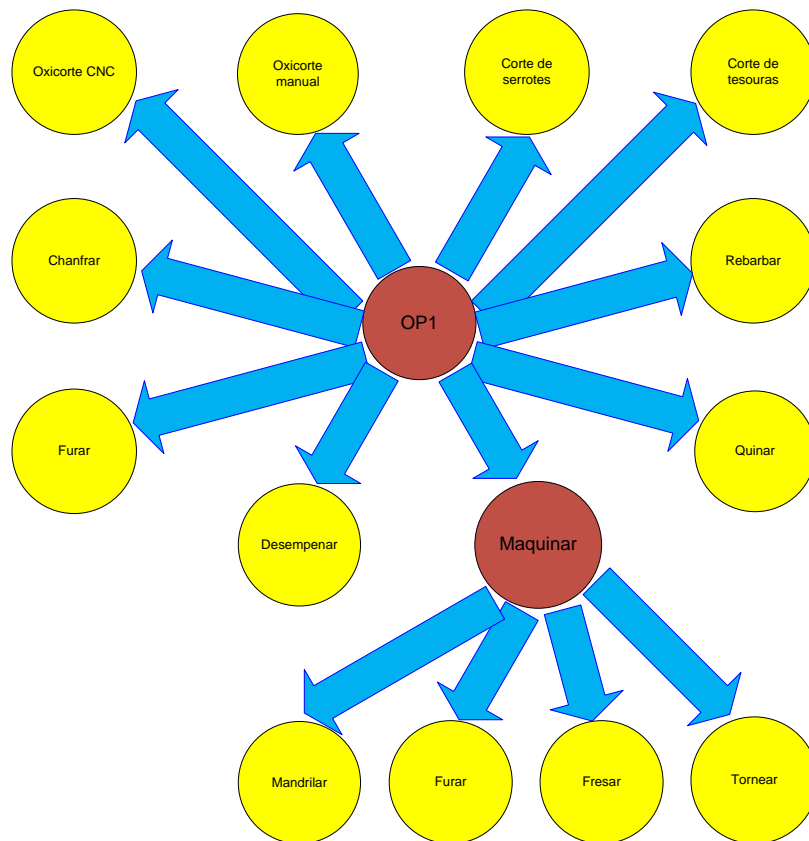 Oxicorte CNC
Oxicorte
manual
Corte de
serrotes
Corte de
tesouras
Chanfrar
Rebarbar
OP1
Furar
Quinar
Desempenar
Maquinar
Mandrilar
Furar
Fresar
Tornear